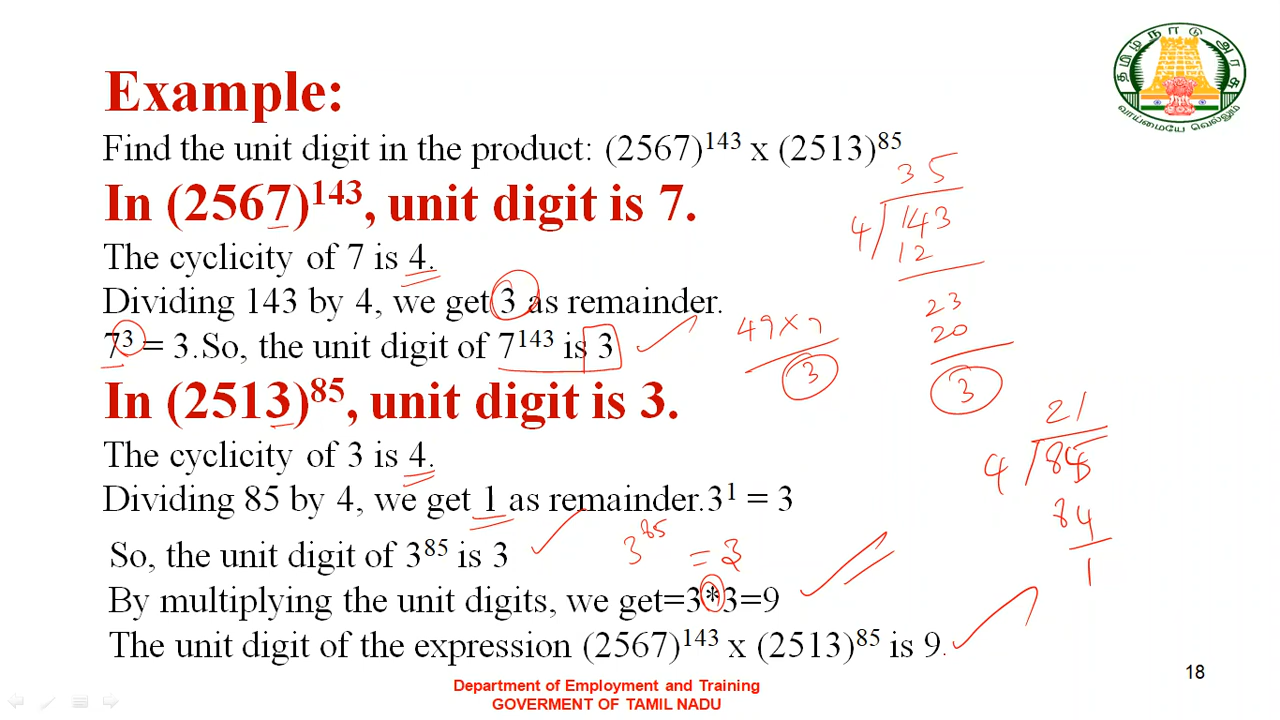 தமிழ்நாடு அரசு
வாய்மையே வெல்லும்
Example:
Find the unit digit in the product: (2567)¹⁴³ x (2513)⁸⁵
In (2567)¹⁴³, unit digit is 7.
The cyclicity of 7 is 4.
Dividing 143 by 4, we get 3 as remainder.
7³ = 3.So, the unit digit of 7¹⁴³ is 3
In (2513)⁸⁵, unit digit is 3.
The cyclicity of 3 is 4.
Dividing 85 by 4, we get 1 as remainder.3¹ = 3
So, the unit digit of 3⁸⁵ is 3
By multiplying the unit digits, we get=3*3=9
The unit digit of the expression (2567)¹⁴³ x (2513)⁸⁵ is 9.
35
4 143
12
23
20
3
49 x 7
3
21
4 85
84
1
3⁸⁵ = 3
18
Department of Employment and Training
GOVERMENT OF TAMIL NADU